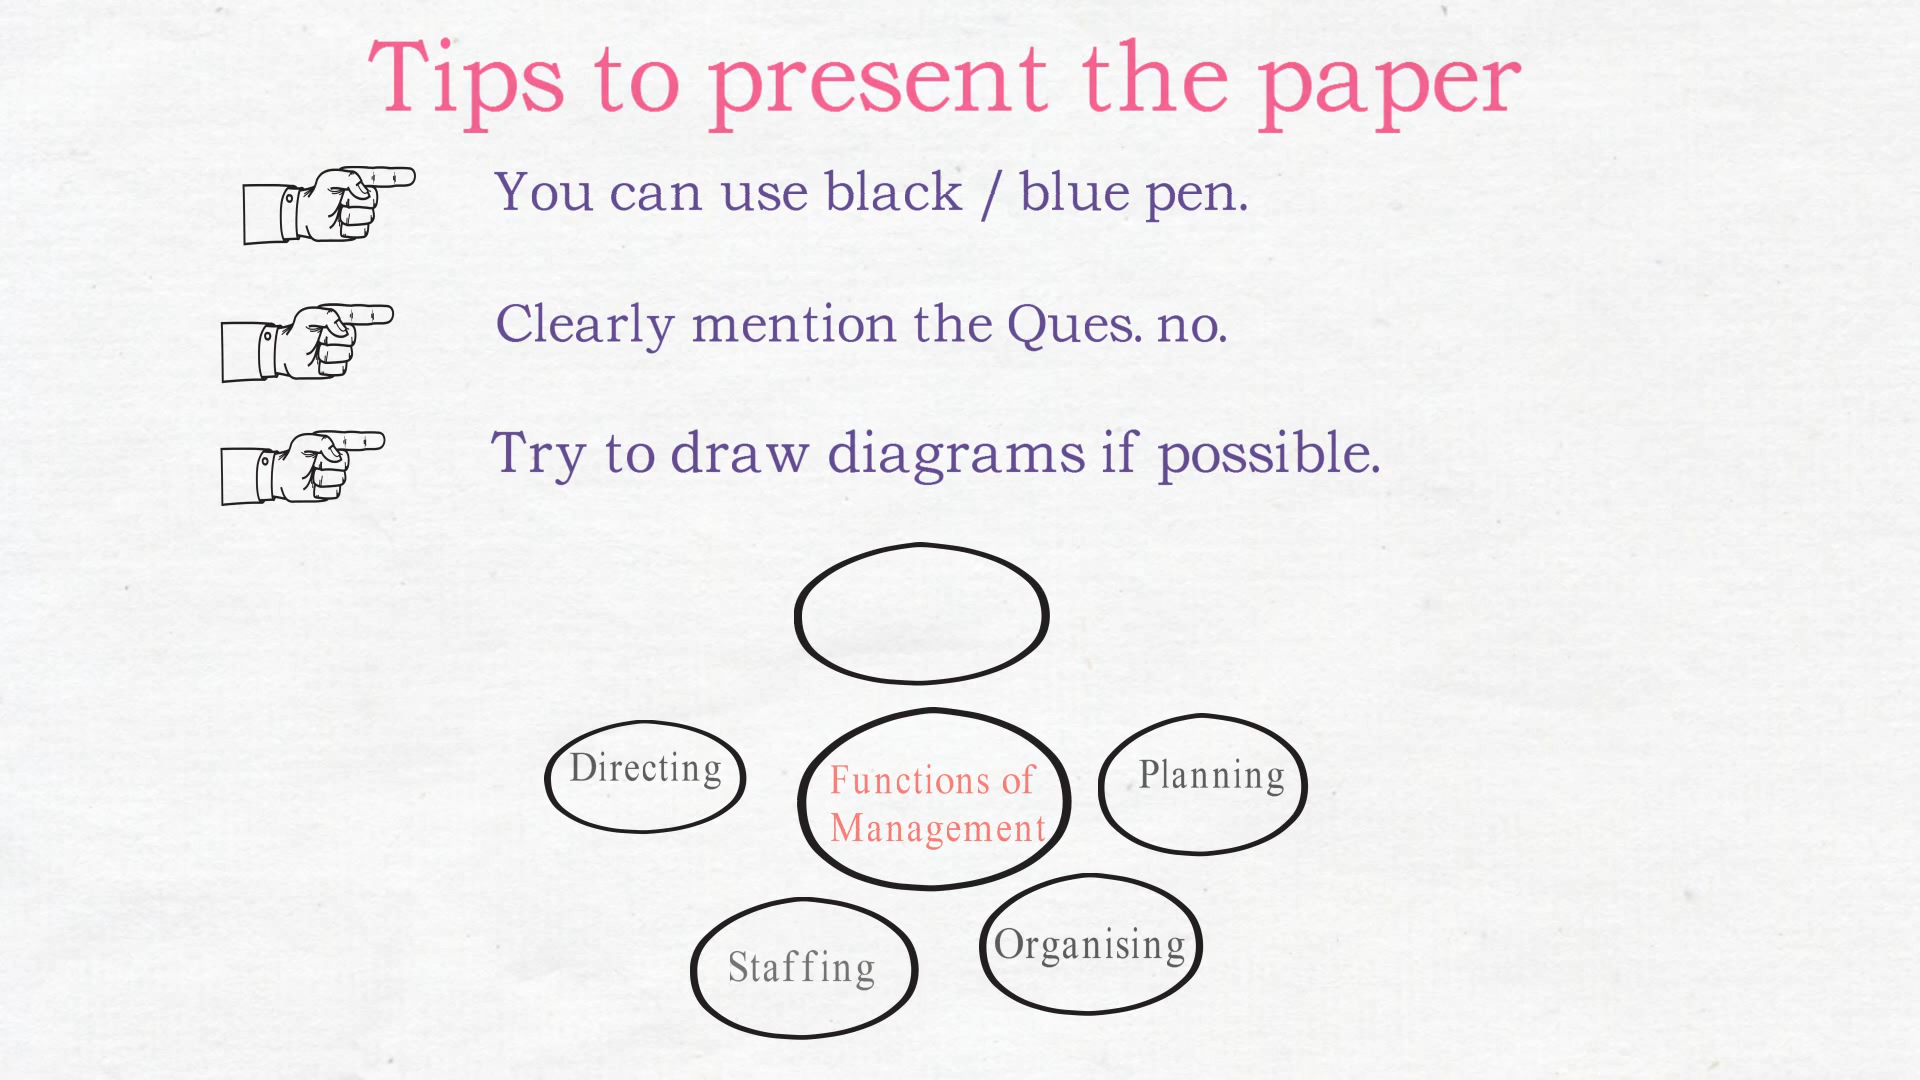 Tips to present the paper
You can use black / blue pen.
Clearly mention the Ques. no.
Try to draw diagrams if possible.
Directing
Functions of
Management
Planning
Staffing
Organising